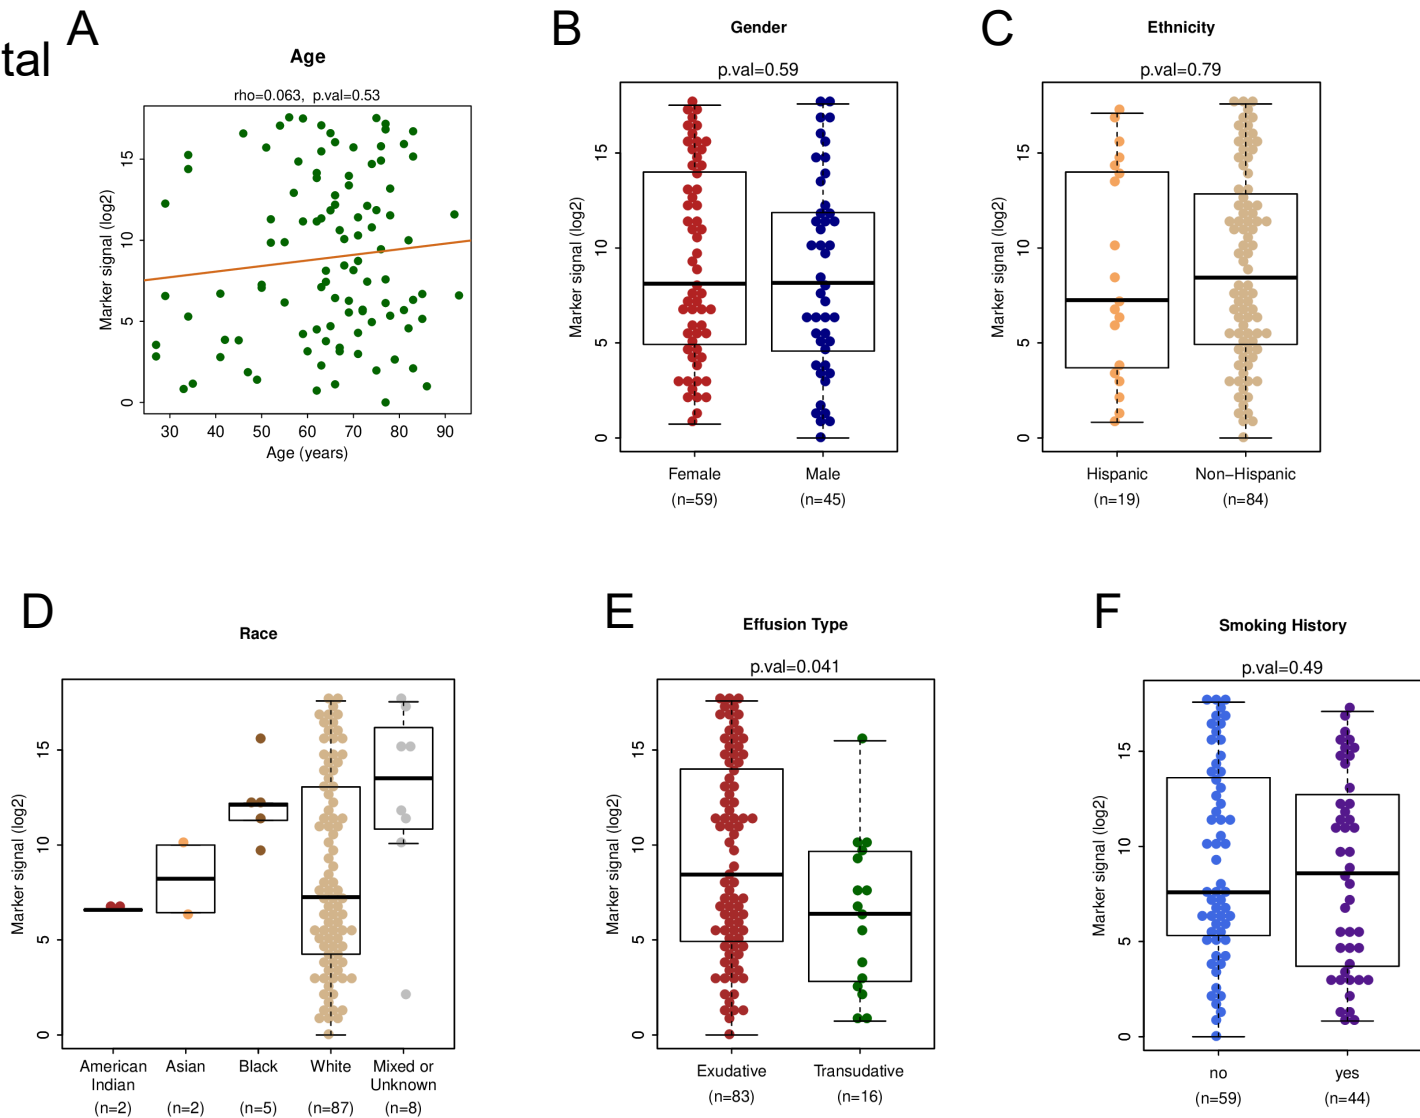 tal
A
Age
rho=0.063, p.val=0.53
Marker signal (log2)
0
5
10
15
30
40
50
60
70
80
90
Age (years)
B
Gender
p.val=0.59
Marker signal (log2)
0
5
10
15
Female
Male
(n=59)
(n=45)
C
Ethnicity
p.val=0.79
Marker signal (log2)
0
5
10
15
Hispanic
Non−Hispanic
(n=19)
(n=84)
D
Race
Marker signal (log2)
0
5
10
15
American
Indian
Asian
Black
White
Mixed or
Unknown
(n=2)
(n=2)
(n=5)
(n=87)
(n=8)
E
Effusion Type
p.val=0.041
Marker signal (log2)
0
5
10
15
Exudative
Transudative
(n=83)
(n=16)
F
Smoking History
p.val=0.49
Marker signal (log2)
0
5
10
15
no
yes
(n=59)
(n=44)